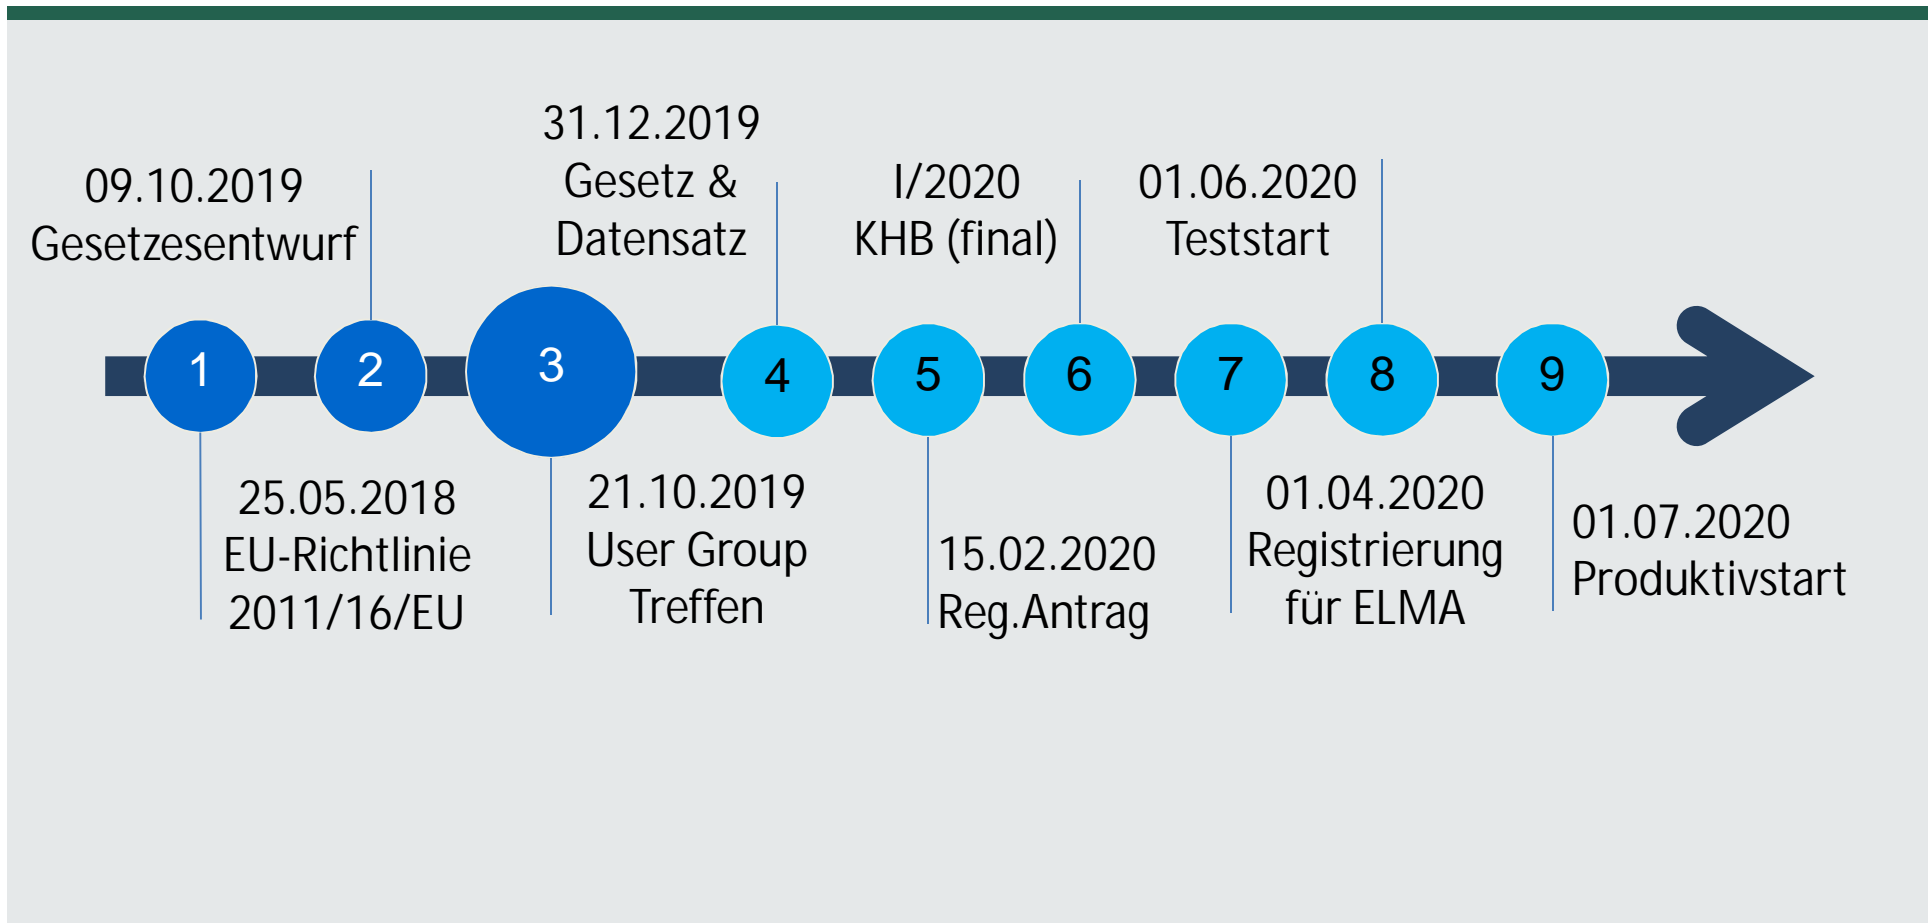 31.12.2019
Gesetz &
Datensatz
09.10.2019
Gesetzesentwurf
I/2020
KHB (final)
01.06.2020
Teststart
1
2
3
4
5
6
7
8
9
25.05.2018
EU-Richtlinie
2011/16/EU
21.10.2019
User Group
Treffen
15.02.2020
Reg.Antrag
01.04.2020
Registrierung
für ELMA
01.07.2020
Produktivstart